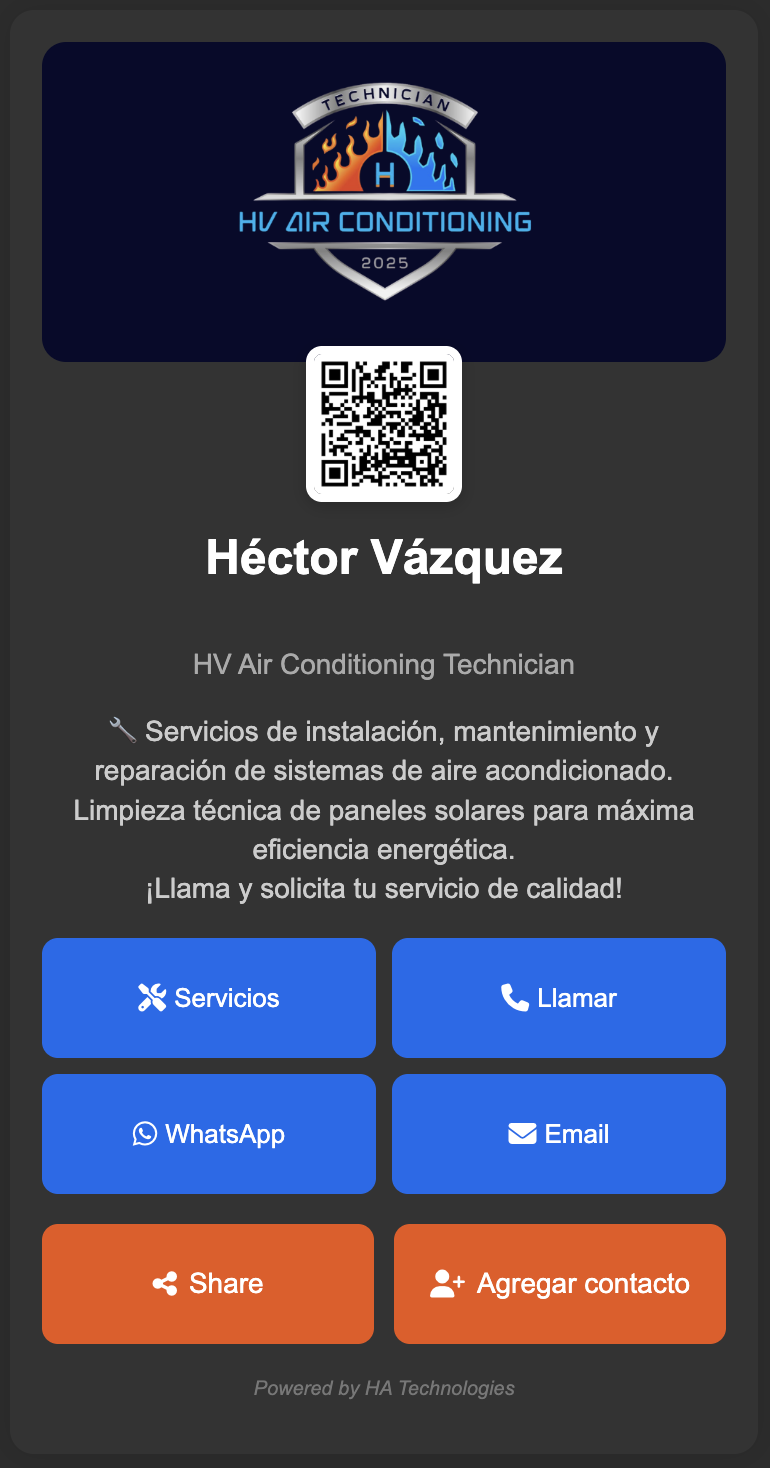 TECHNICIAN
H
HV AIR CONDITIONING
2025
Héctor Vázquez
HV Air Conditioning Technician
🔧 Servicios de instalación, mantenimiento y
reparación de sistemas de aire acondicionado.
Limpieza técnica de paneles solares para máxima
eficiencia energética.
¡Llama y solicita tu servicio de calidad!
Servicios
Llamar
WhatsApp
Email
Share
Agregar contacto
Powered by HA Technologies